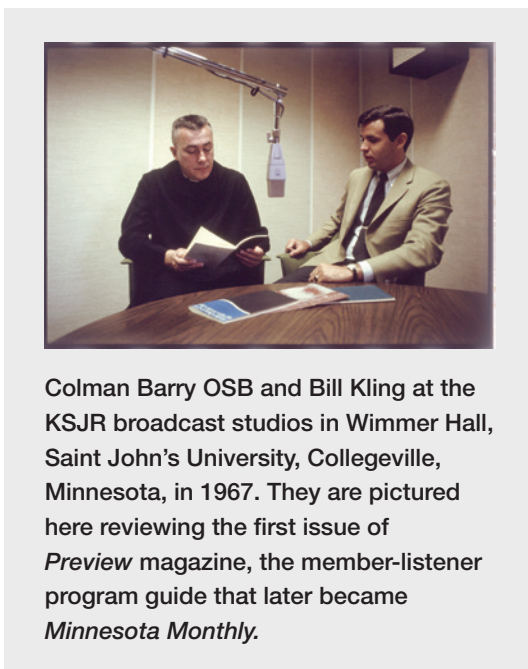 Colman Barry OSB and Bill Kling at the
KSJR broadcast studios in Wimmer Hall,
Saint John’s University, Collegeville,
Minnesota, in 1967. They are pictured
here reviewing the first issue of
Preview magazine, the member-listener
program guide that later became
Minnesota Monthly.